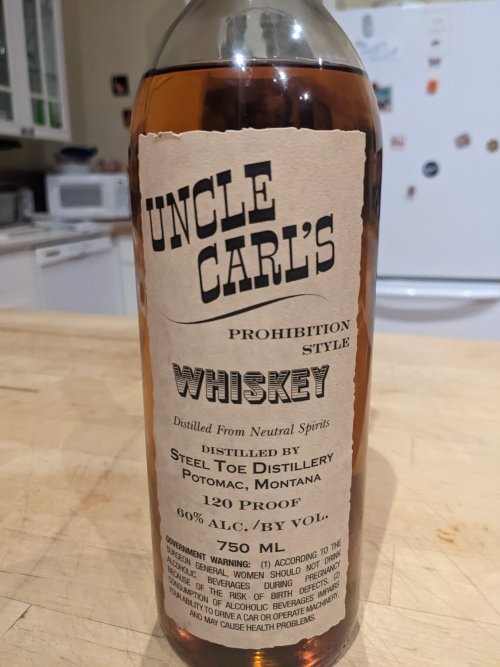 UNCLE
CARL'S
PROHIBITION
STYLE
WHISKEY
Distilled From Neutral Spirits
DISTILLED BY
STEEL TOE DISTILLERY
POTOMAC, MONTANA
120 PROOF
60% ALC. /BY VOL.
750 ML
GOVERNMENT WARNING: (1) ACCORDING TO THE
SURGEON GENERAL, WOMEN SHOULD NOT DRINK
ALCOHOLIC BEVERAGES DURING PREGNANCY
BECAUSE OF THE RISK OF BIRTH DEFECTS. (2)
CONSUMPTION OF ALCOHOLIC BEVERAGES IMPAIRS
YOUR ABILITY TO DRIVE A CAR OR OPERATE MACHINERY,
AND MAY CAUSE HEALTH PROBLEMS.